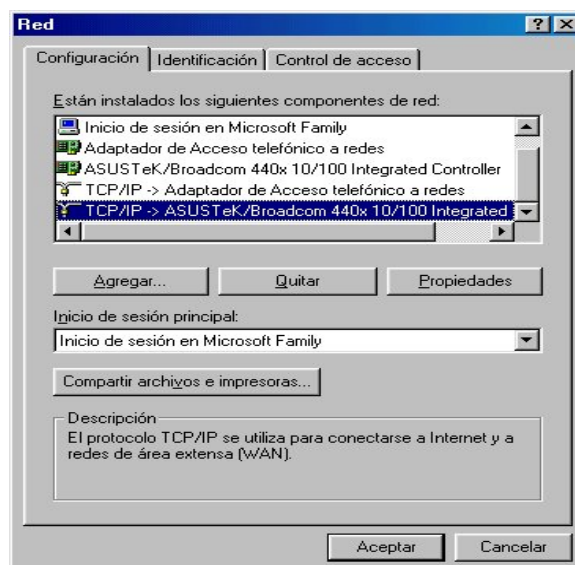 Red
Configuración Identificación Control de acceso
Están instalados los siguientes componentes de red:
Inicio de sesión en Microsoft Family
Adaptador de Acceso telefónico a redes
ASUSTeK/Broadcom 440x 10/100 Integrated Controller
TCP/IP -> Adaptador de Acceso telefónico a redes
TCP/IP -> ASUSTeK/Broadcom 440x 10/100 Integrated
Agregar... Quitar Propiedades
Inicio de sesión principal:
Inicio de sesión en Microsoft Family
Compartir archivos e impresoras...
Descripción
El protocolo TCP/IP se utiliza para conectarse a Internet y a
redes de área extensa (WAN).
Aceptar Cancelar